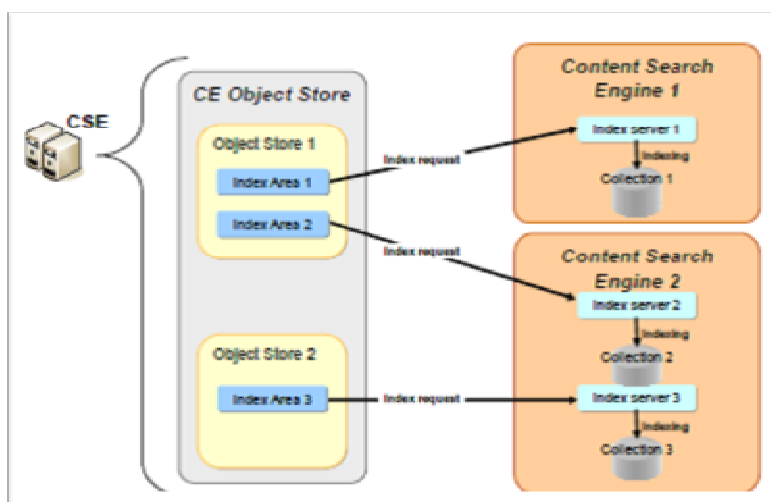 CSE
CE Object Store
Object Store 1
Index Area 1
Index Area 2
Object Store 2
Index Area 3
Index request
Index request
Index request
Content Search
Engine 1
Index server 1
Indexing
Collection 1
Content Search
Engine 2
Index server 2
Indexing
Collection 2
Index server 3
Indexing
Collection 3